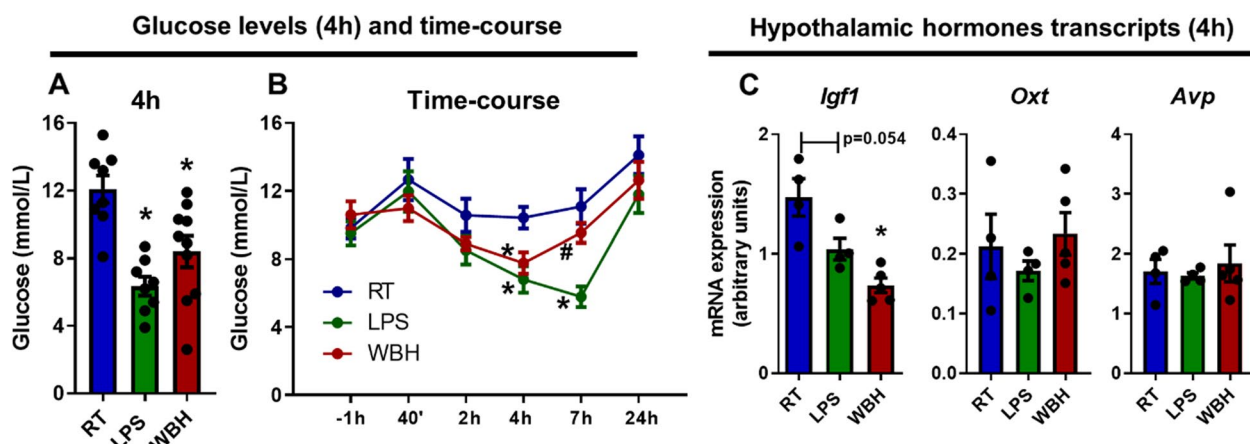 Glucose levels (4h) and time-course
Hypothalamic hormones transcripts (4h)
A
4h
Glucose (mmol/L)
16
12
8
4
0
*
*
RT
LPS
WBH
B
Time-course
Glucose (mmol/L)
16
12
8
4
0
*
*
#
*
RT
LPS
WBH
-1h 40' 2h 4h 7h 24h
C
Igf1
mRNA expression
(arbitrary units)
2
1
0
p=0.054
*
RT
LPS
WBH
Oxt
0.4
0.3
0.2
0.1
0.0
RT
LPS
WBH
Avp
4
3
2
1
0
RT
LPS
WBH